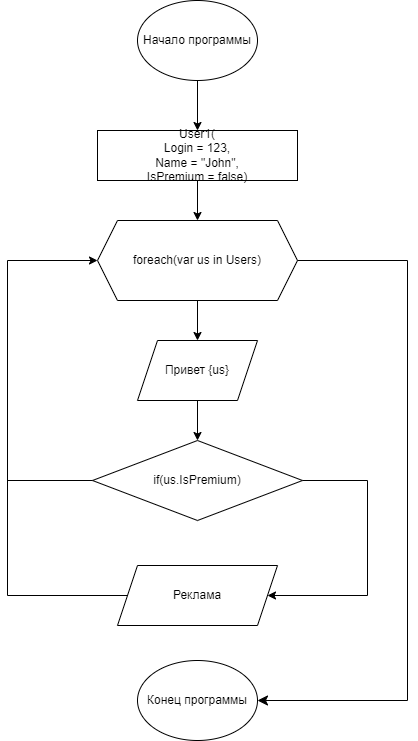 Начало программы
User1(
Login = 123,
Name = "John",
IsPremium = false)
foreach(var us in Users)
Привет {us}
if(us.IsPremium)
Реклама
Конец программы